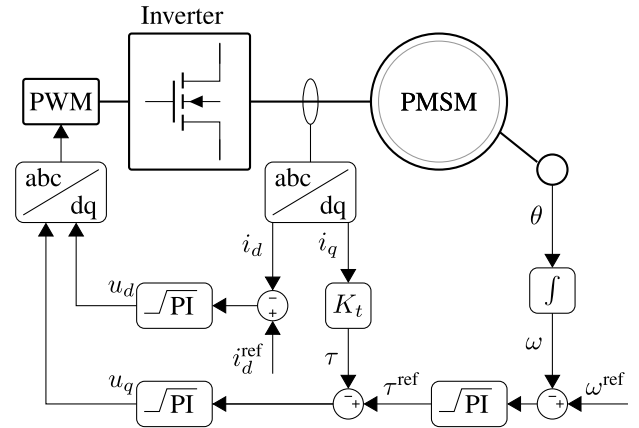 Inverter
PWM
PMSM
abc
dq
abc
dq
θ
i_d
i_q
u_d
PI
-
+
K_t
∫
i_d^ref
τ
ω
u_q
PI
-
+
τ^ref
PI
-
+
ω^ref